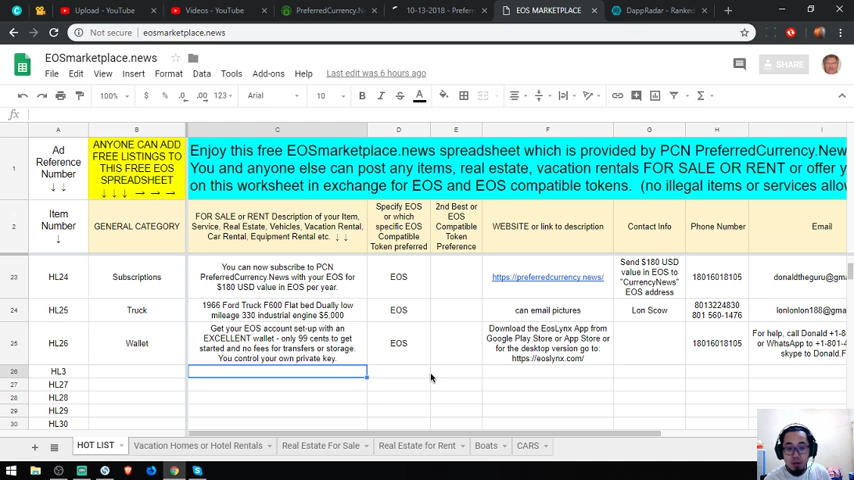 Upload - YouTube
Videos - YouTube
PreferredCurrency.N
10-13-2018 - Preferred
EOS MARKETPLACE
DappRadar - Ranked
Not secure
eosmarketplace.news
EOSmarketplace.news
File Edit View Insert Format Data Tools Add-ons Help Last edit was 6 hours ago
SHARE
100% $ % .0 .00 123 Arial 10 B I S A
fx
A B C D E F G H I
1
Ad Reference Number ↓ ↓
ANYONE CAN ADD
FREE LISTINGS TO
THIS FREE EOS
SPREADSHEET
↓ ↓ ↓ → → →
Enjoy this free EOSmarketplace.news spreadsheet which is provided by PCN PreferredCurrency.New
You and anyone else can post any items, real estate, vacation rentals FOR SALE OR RENT or offer y
on this worksheet in exchange for EOS and EOS compatible tokens. (no illegal items or services allow
2
Item Number ↓
GENERAL CATEGORY
FOR SALE or RENT Description of your Item,
Service, Real Estate, Vehicles, Vacation Rental,
Car Rental, Equipment Rental etc. ↓ ↓
Specify EOS
or which
specific EOS
Compatible
Token preferred
2nd Best or
EOS
Compatible
Token
Preference
WEBSITE or link to description
Contact Info
Phone Number
Email
23
HL24
Subscriptions
You can now subscribe to PCN
PreferredCurrency.News with your EOS for
$180 USD value in EOS per year.
EOS
https://preferredcurrency.news/
Send $180 USD
value in EOS to
"CurrencyNews"
EOS address
18016018105
donaldtheguru@gma
24
HL25
Truck
1966 Ford Truck F600 Flat bed Dually low
mileage 330 industrial engine $5,000
EOS
can email pictures
Lon Scow
8013224830
801 560-1476
lonlonlon188@gma
25
HL26
Wallet
Get your EOS account set-up with an
EXCELLENT wallet - only 99 cents to get
started and no fees for transfers or storage.
You control your own private key.
EOS
Download the EosLynx App from
Google Play Store or App Store or
for the desktop version go to:
https://eoslynx.com/
18016018105
For help, call Donald +1-8
or WhatsApp to +1-801-4
skype to Donald.F
26 HL3
27 HL27
28 HL28
29 HL29
30 HL30
HOT LIST
Vacation Homes or Hotel Rentals
Real Estate For Sale
Real Estate for Rent
Boats
CARS